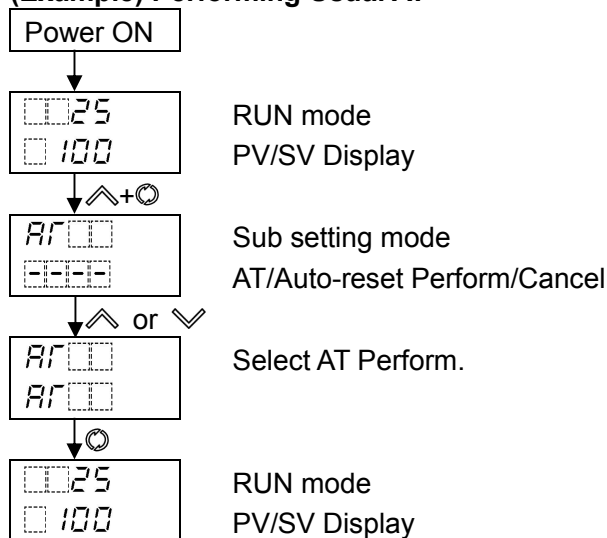 (Example) Performing Usual AT
Power ON
25
RUN mode
100
PV/SV Display
+
AT
Sub setting mode
----
AT/Auto-reset Perform/Cancel
or
AT
Select AT Perform.
AT
25
RUN mode
100
PV/SV Display